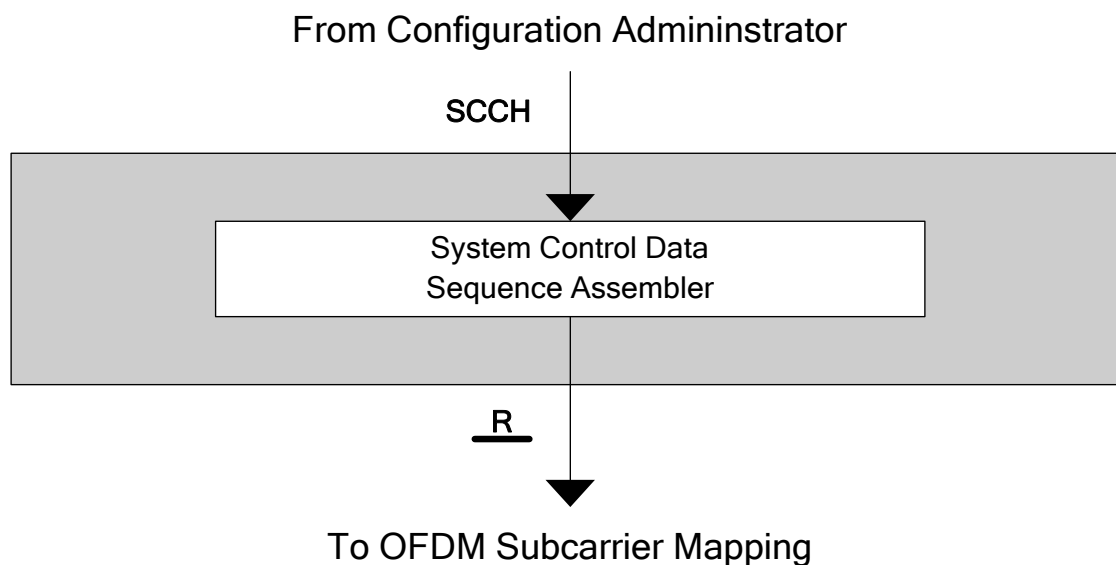 From Configuration Admininstrator
SCCH
System Control Data
Sequence Assembler
R
To OFDM Subcarrier Mapping